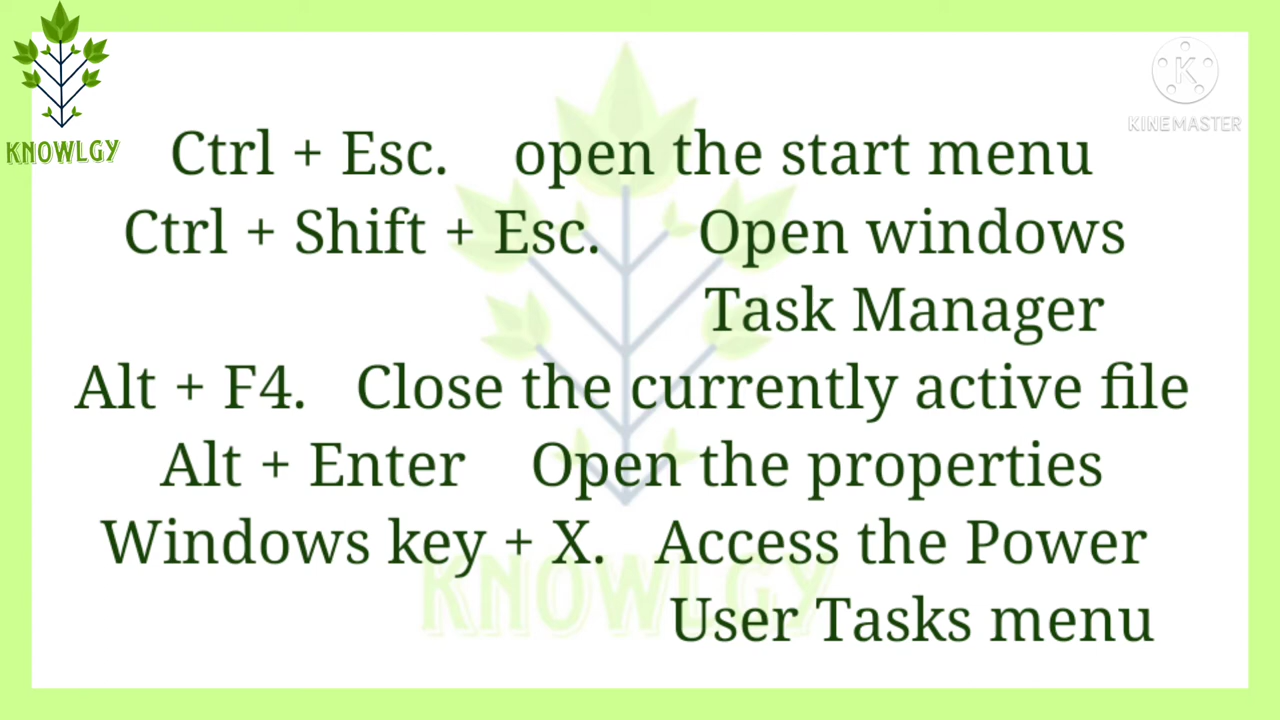 KNOWLGY
KINEMASTER
Ctrl + Esc. open the start menu
Ctrl + Shift + Esc. Open windows
Task Manager
Alt + F4. Close the currently active file
Alt + Enter Open the properties
Windows key + X. Access the Power
User Tasks menu
KNOWLGY